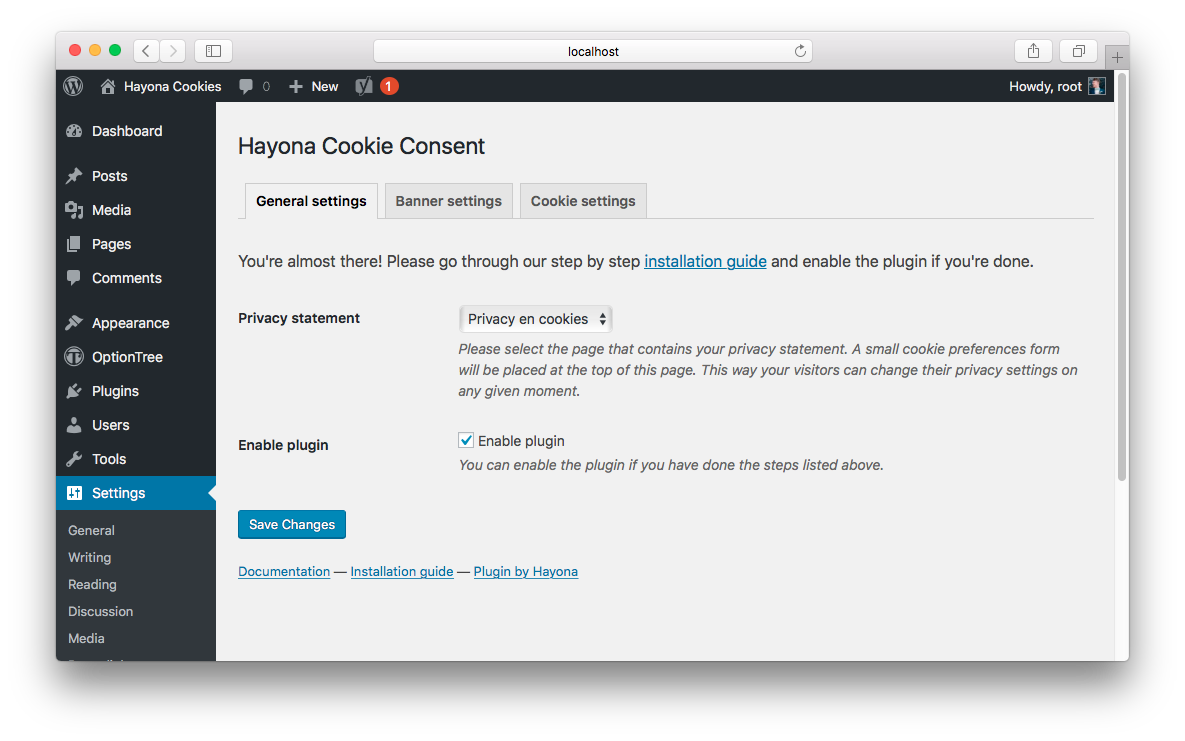 localhost
Hayona Cookies 0 New 1 Howdy, root
Dashboard
Posts
Media
Pages
Comments
Appearance
OptionTree
Plugins
Users
Tools
Settings
General
Writing
Reading
Discussion
Media
Hayona Cookie Consent
General settings Banner settings Cookie settings
You're almost there! Please go through our step by step installation guide and enable the plugin if you're done.
Privacy statement Privacy en cookies
Please select the page that contains your privacy statement. A small cookie preferences form
will be placed at the top of this page. This way your visitors can change their privacy settings on
any given moment.
Enable plugin Enable plugin
You can enable the plugin if you have done the steps listed above.
Save Changes
Documentation — Installation guide — Plugin by Hayona